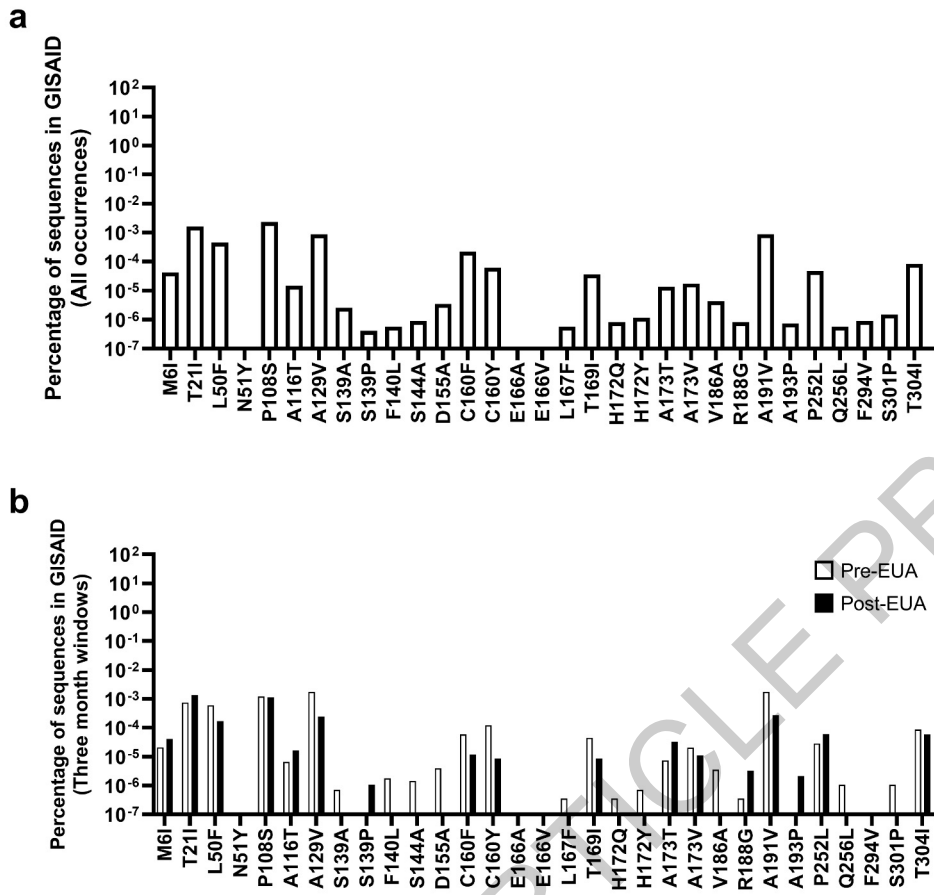 a
Percentage of sequences in GISAID
(All occurrences)
10²
10¹
10⁰
10⁻¹
10⁻²
10⁻³
10⁻⁴
10⁻⁵
10⁻⁶
10⁻⁷
M6I
T21I
L50F
N51Y
P108S
A116T
A129V
S139A
S139P
F140L
S144A
D155A
C160F
C160Y
E166A
E166V
L167F
T169I
H172Q
H172Y
A173T
A173V
V186A
R188G
A191V
A193P
P252L
Q256L
F294V
S301P
T304I
b
Percentage of sequences in GISAID
(Three month windows)
10²
10¹
10⁰
10⁻¹
10⁻²
10⁻³
10⁻⁴
10⁻⁵
10⁻⁶
10⁻⁷
Pre-EUA
Post-EUA
M6I
T21I
L50F
N51Y
P108S
A116T
A129V
S139A
S139P
F140L
S144A
D155A
C160F
C160Y
E166A
E166V
L167F
T169I
H172Q
H172Y
A173T
A173V
V186A
R188G
A191V
A193P
P252L
Q256L
F294V
S301P
T304I